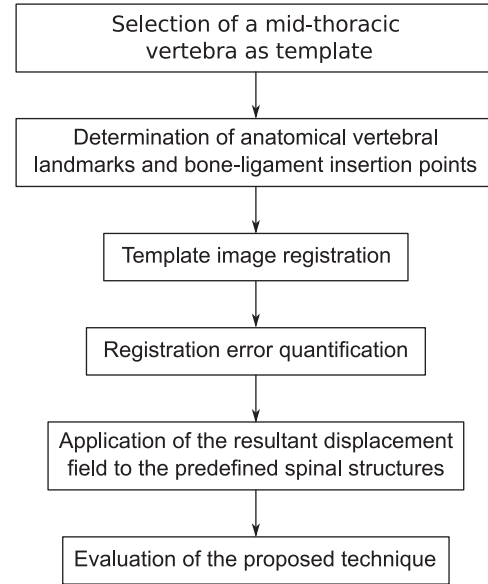 Selection of a mid-thoracic
vertebra as template
Determination of anatomical vertebral
landmarks and bone-ligament insertion points
Template image registration
Registration error quantification
Application of the resultant displacement
field to the predefined spinal structures
Evaluation of the proposed technique